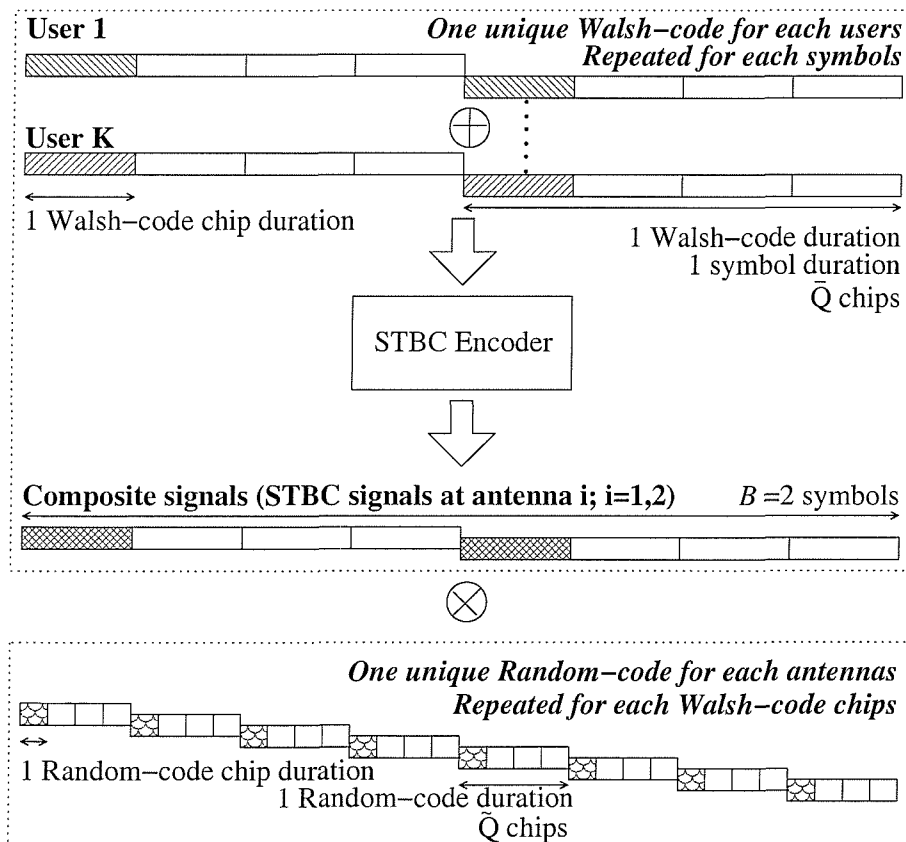 User 1
One unique Walsh−code for each users
Repeated for each symbols
User K
1 Walsh−code chip duration
1 Walsh−code duration
1 symbol duration
Q̄ chips
STBC Encoder
Composite signals (STBC signals at antenna i; i=1,2)
B =2 symbols
One unique Random−code for each antennas
Repeated for each Walsh−code chips
1 Random−code chip duration
1 Random−code duration
Q̃ chips